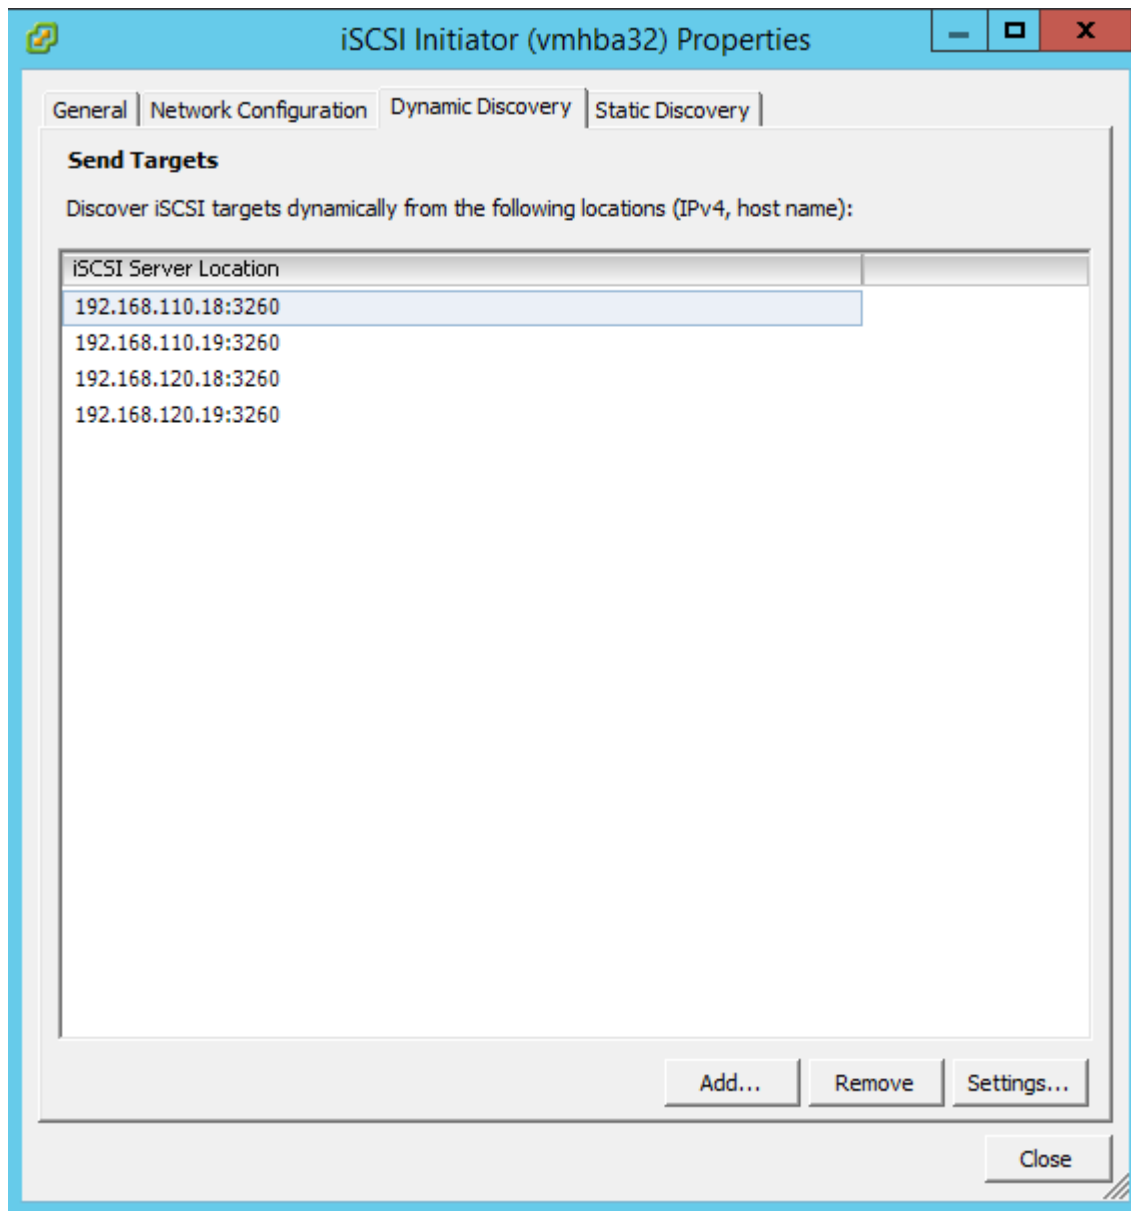 iSCSI Initiator (vmhba32) Properties
General Network Configuration Dynamic Discovery Static Discovery
Send Targets
Discover iSCSI targets dynamically from the following locations (IPv4, host name):
iSCSI Server Location
192.168.110.18:3260
192.168.110.19:3260
192.168.120.18:3260
192.168.120.19:3260
Add... Remove Settings...
Close